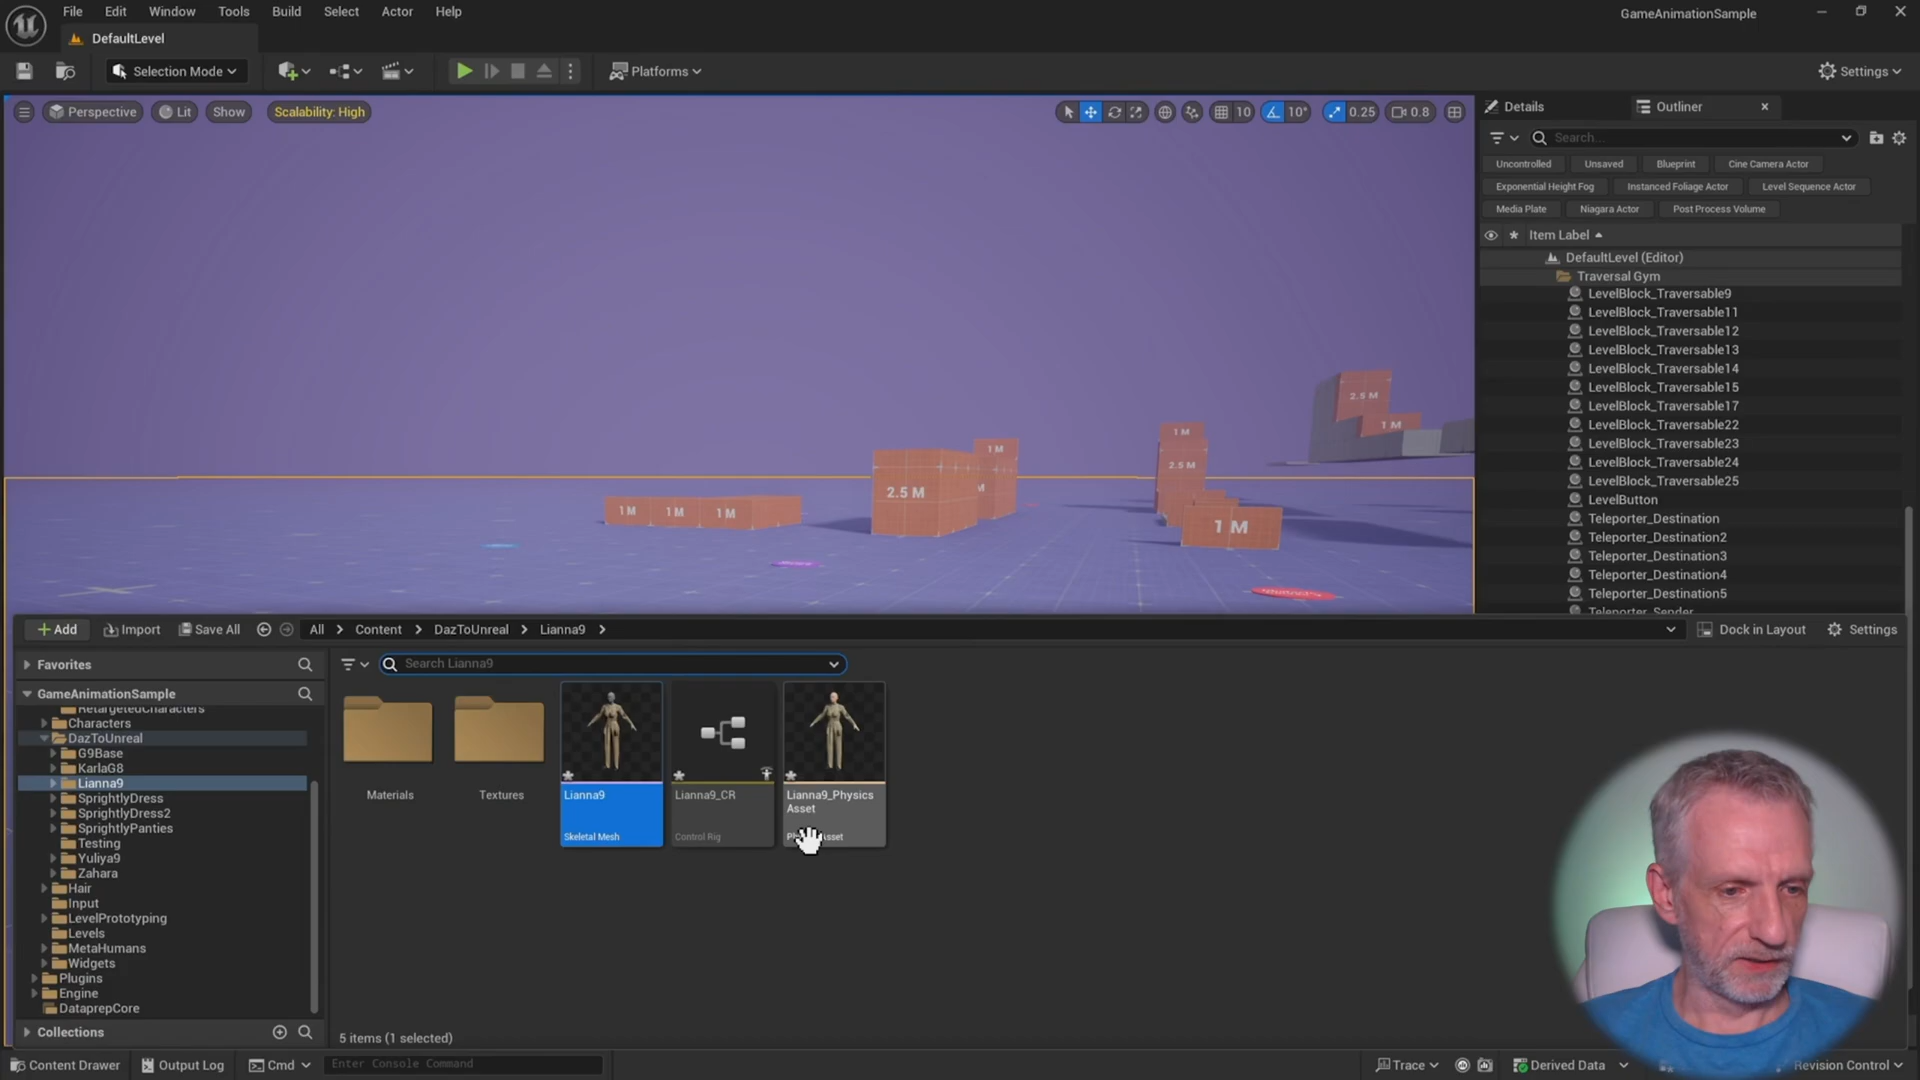 File Edit Window Tools Build Select Actor Help
GameAnimationSample
DefaultLevel
Selection Mode
Platforms
Settings
Perspective
Lit
Show
Scalability: High
10
10°
0.25
0.8
Details
Outliner
Search...
Uncontrolled
Unsaved
Blueprint
Cine Camera Actor
Exponential Height Fog
Instanced Foliage Actor
Level Sequence Actor
Media Plate
Niagara Actor
Post Process Volume
Item Label
DefaultLevel (Editor)
Traversal Gym
LevelBlock_Traversable9
LevelBlock_Traversable11
LevelBlock_Traversable12
LevelBlock_Traversable13
LevelBlock_Traversable14
LevelBlock_Traversable15
LevelBlock_Traversable17
LevelBlock_Traversable22
LevelBlock_Traversable23
LevelBlock_Traversable24
LevelBlock_Traversable25
LevelButton
Teleporter_Destination
Teleporter_Destination2
Teleporter_Destination3
Teleporter_Destination4
Teleporter_Destination5
Teleporter_Sender
2.5 M
1 M
1 M
2.5 M
1 M
2.5 M
M
1 M
1 M
1 M
1 M
Add
Import
Save All
All
Content
DazToUnreal
Lianna9
Dock in Layout
Settings
Favorites
Search Lianna9
GameAnimationSample
RetargetedCharacters
Characters
DazToUnreal
G9Base
KarlaG8
Lianna9
SprightlyDress
SprightlyDress2
SprightlyPanties
Testing
Yuliya9
Zahara
Hair
Input
LevelPrototyping
Levels
MetaHumans
Widgets
Plugins
Engine
DataprepCore
Collections
Materials
Textures
Lianna9
Skeletal Mesh
Lianna9_CR
Control Rig
Lianna9_Physics
Asset
5 items (1 selected)
Content Drawer
Output Log
Cmd
Enter Console Command
Trace
Derived Data
Revision Control